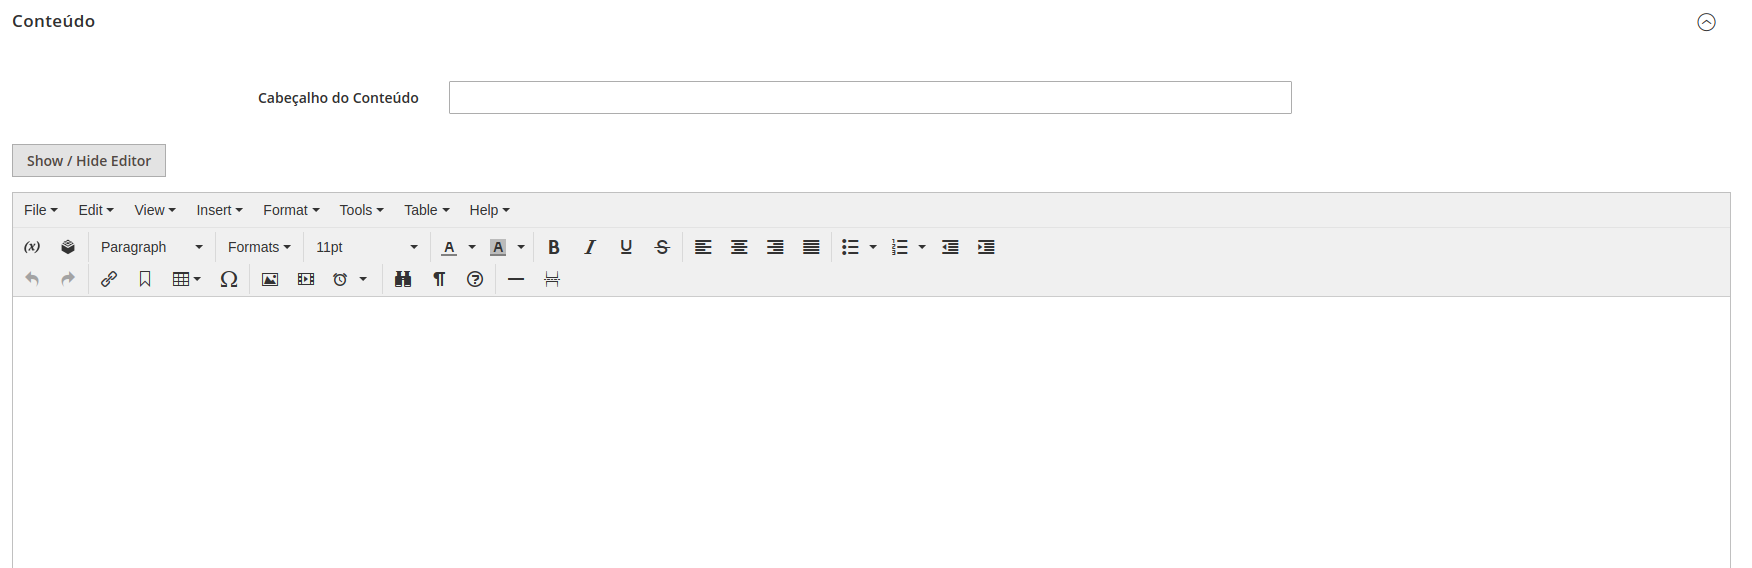 Conteúdo
Cabeçalho do Conteúdo
Show / Hide Editor
File Edit View Insert Format Tools Table Help
(x) Paragraph Formats 11pt A A B I U S
Ω